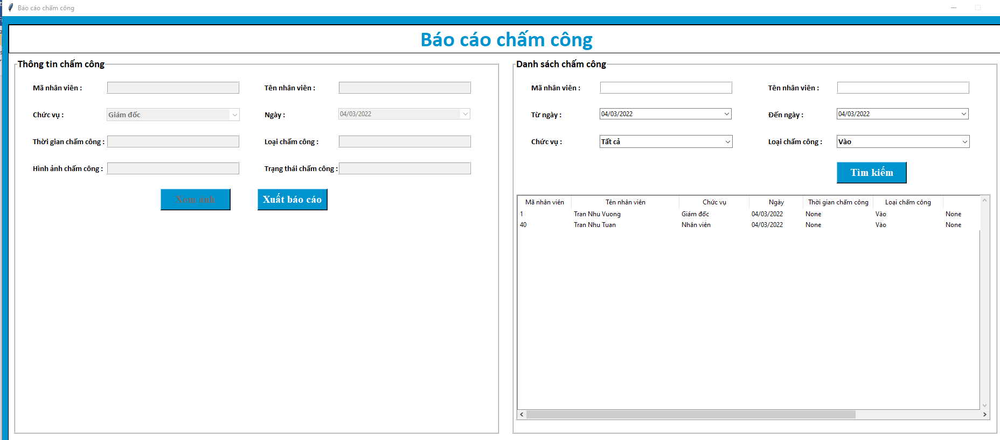 Báo cáo chấm công
Báo cáo chấm công
Thông tin chấm công
Mã nhân viên :
Tên nhân viên :
Chức vụ : Giám đốc
Ngày : 04/03/2022
Thời gian chấm công :
Loại chấm công :
Hình ảnh chấm công :
Trạng thái chấm công :
Xem ảnh
Xuất báo cáo
Danh sách chấm công
Mã nhân viên :
Tên nhân viên :
Từ ngày : 04/03/2022
Đến ngày : 04/03/2022
Chức vụ : Tất cả
Loại chấm công : Vào
Tìm kiếm
Mã nhân viên Tên nhân viên Chức vụ Ngày Thời gian chấm công Loại chấm công
1 Tran Nhu Vuong Giám đốc 04/03/2022 None Vào None
40 Tran Nhu Tuan Nhân viên 04/03/2022 None Vào None